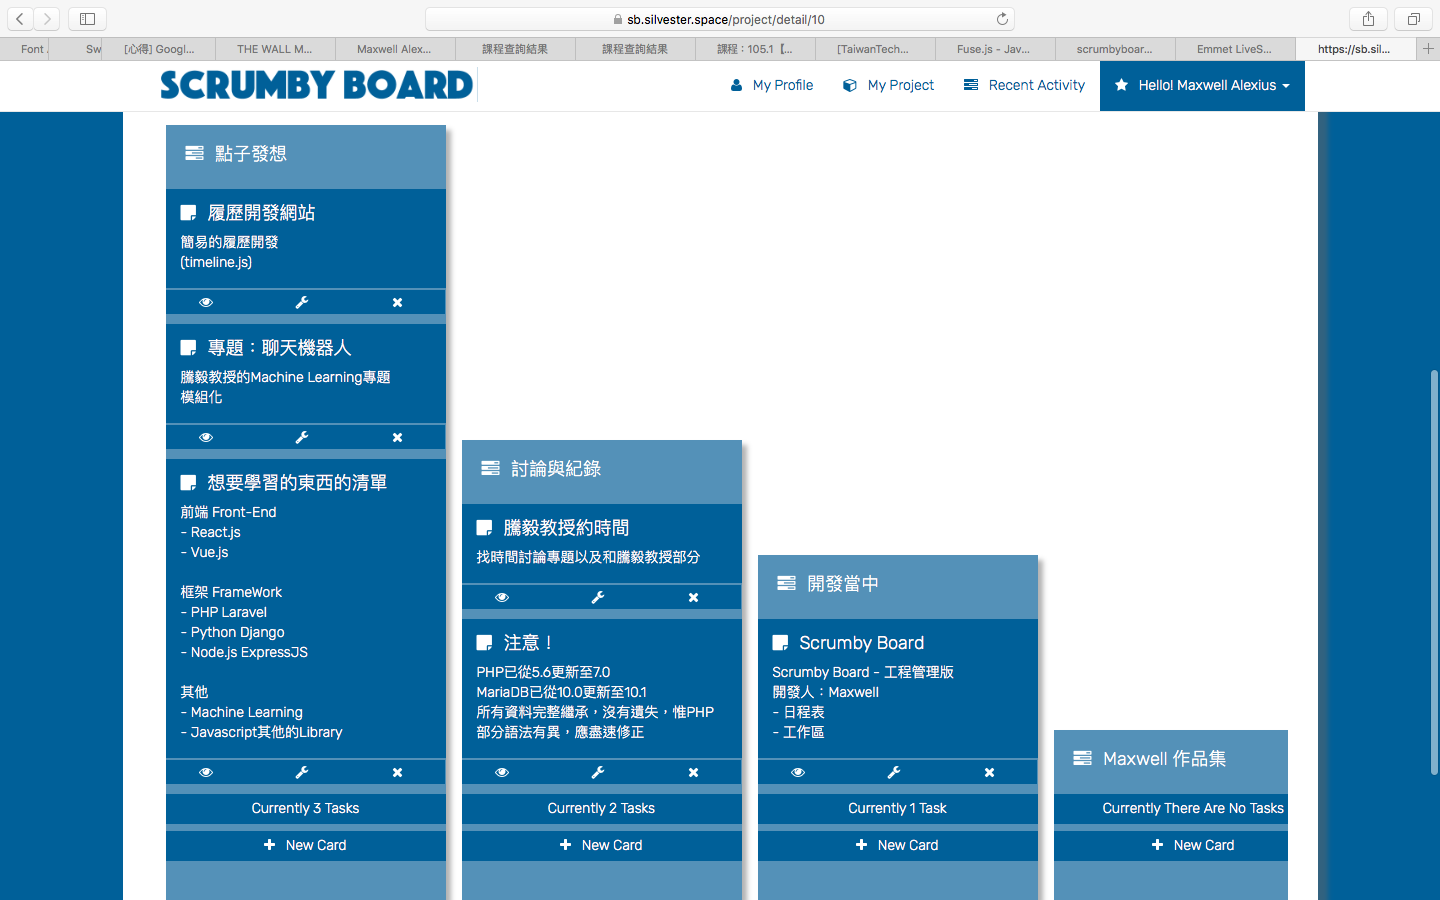 sb.silvester.space/project/detail/10
Font .
Sw
[心得] Googl...
THE WALL M...
Maxwell Alex...
課程查詢結果
課程查詢結果
課程：105.1【...
[TaiwanTech...
Fuse.js - Jav...
scrumbyboar...
Emmet LiveS...
https://sb.sil...
SCRUMBY BOARD
My Profile
My Project
Recent Activity
Hello! Maxwell Alexius
點子發想
履歷開發網站
簡易的履歷開發
(timeline.js)
專題：聊天機器人
騰毅教授的Machine Learning專題
模組化
想要學習的東西的清單
前端 Front-End
- React.js
- Vue.js
框架 FrameWork
- PHP Laravel
- Python Django
- Node.js ExpressJS
其他
- Machine Learning
- Javascript其他的Library
Currently 3 Tasks
New Card
討論與紀錄
騰毅教授約時間
找時間討論專題以及和騰毅教授部分
注意！
PHP已從5.6更新至7.0
MariaDB已從10.0更新至10.1
所有資料完整繼承，沒有遺失，惟PHP
部分語法有異，應盡速修正
Currently 2 Tasks
New Card
開發當中
Scrumby Board
Scrumby Board - 工程管理版
開發人：Maxwell
- 日程表
- 工作區
Currently 1 Task
New Card
Maxwell 作品集
Currently There Are No Tasks
New Card